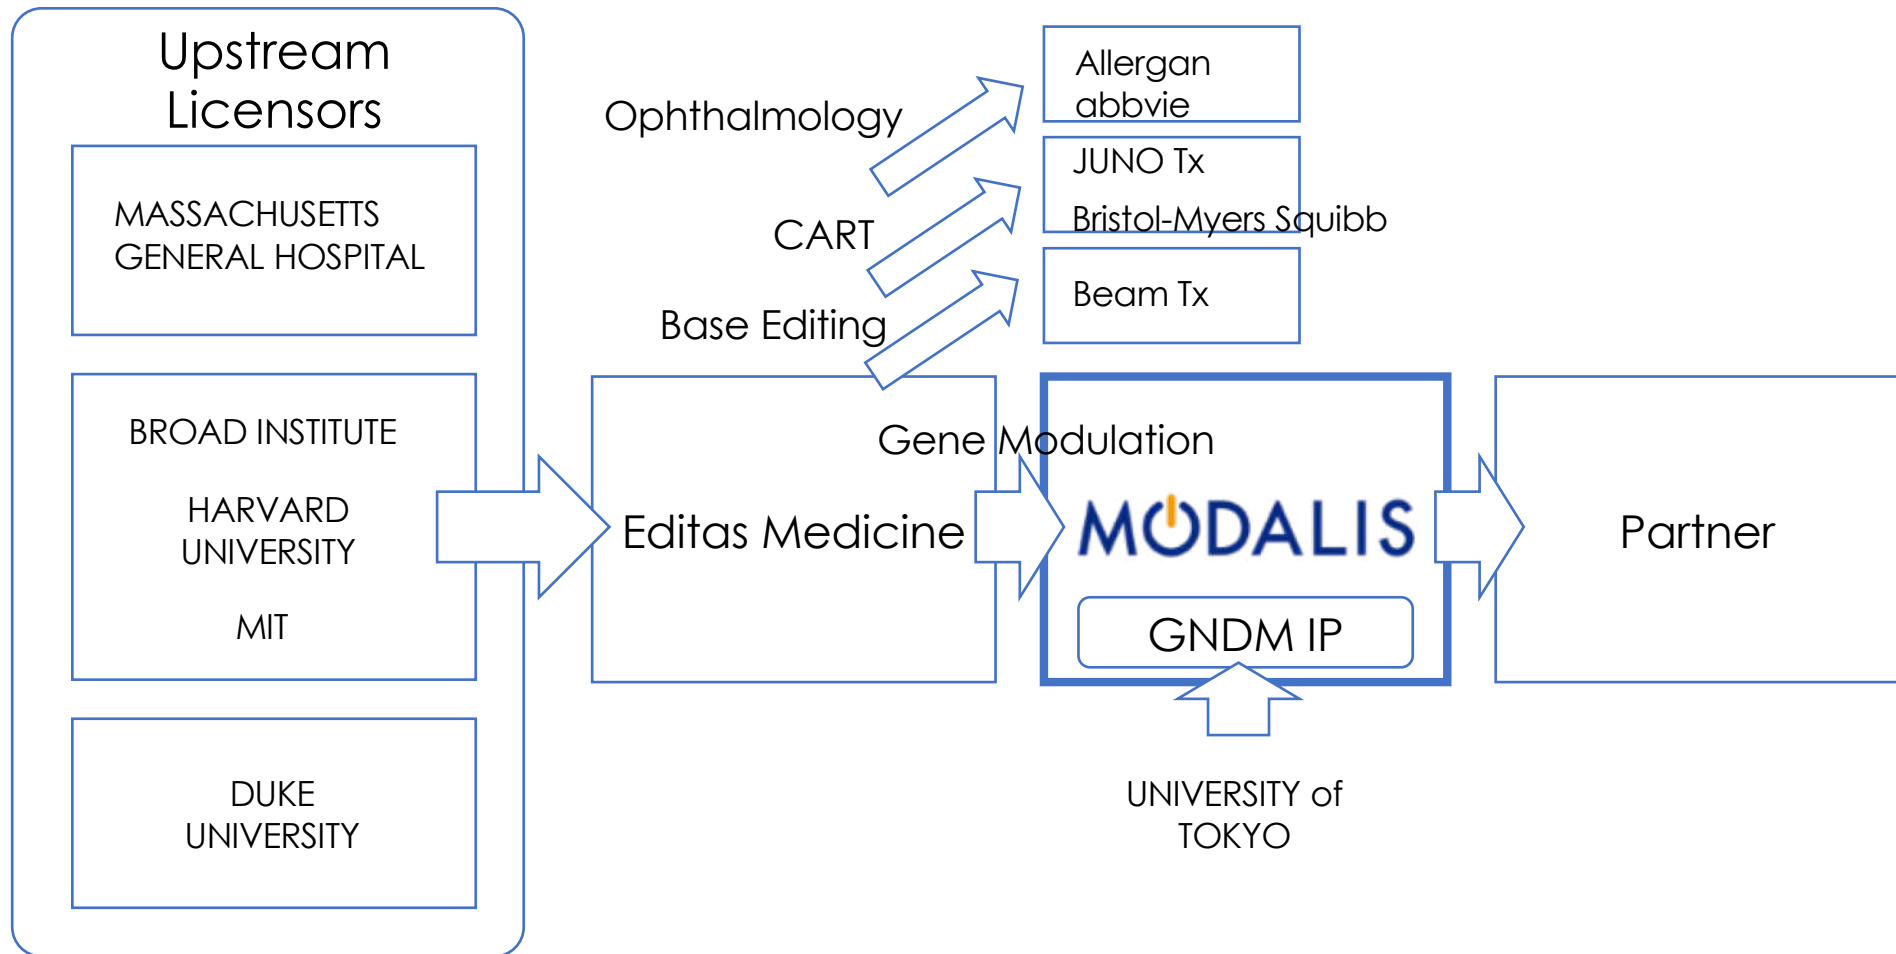 Upstream
Licensors
MASSACHUSETTS
GENERAL HOSPITAL
BROAD INSTITUTE
HARVARD
UNIVERSITY
MIT
DUKE
UNIVERSITY
Ophthalmology
CART
Base Editing
Allergan
abbvie
JUNO Tx
Bristol-Myers Squibb
Beam Tx
Editas Medicine
Gene Modulation
MODALIS
GNDM IP
UNIVERSITY of
TOKYO
Partner